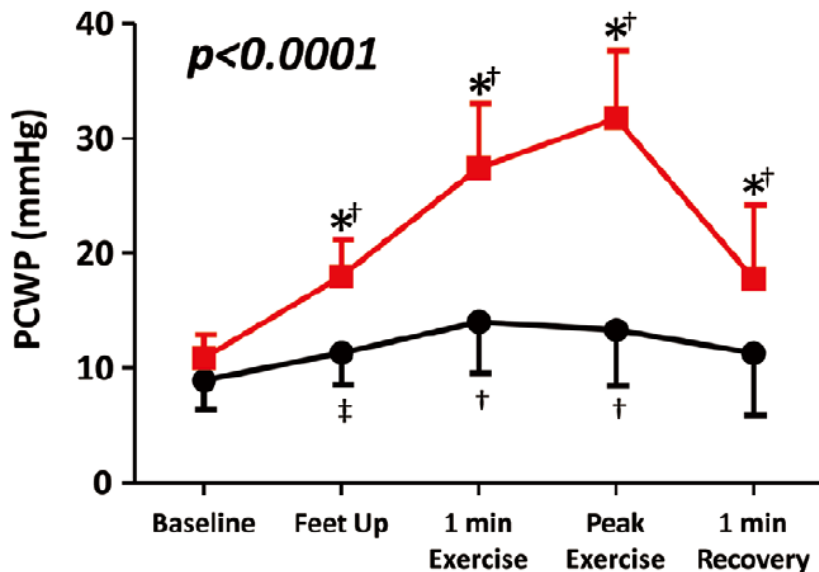 p<0.0001
PCWP (mmHg)
40
30
20
10
0
*†
*†
*†
*†
‡
†
†
Baseline
Feet Up
1 min
Exercise
Peak
Exercise
1 min
Recovery